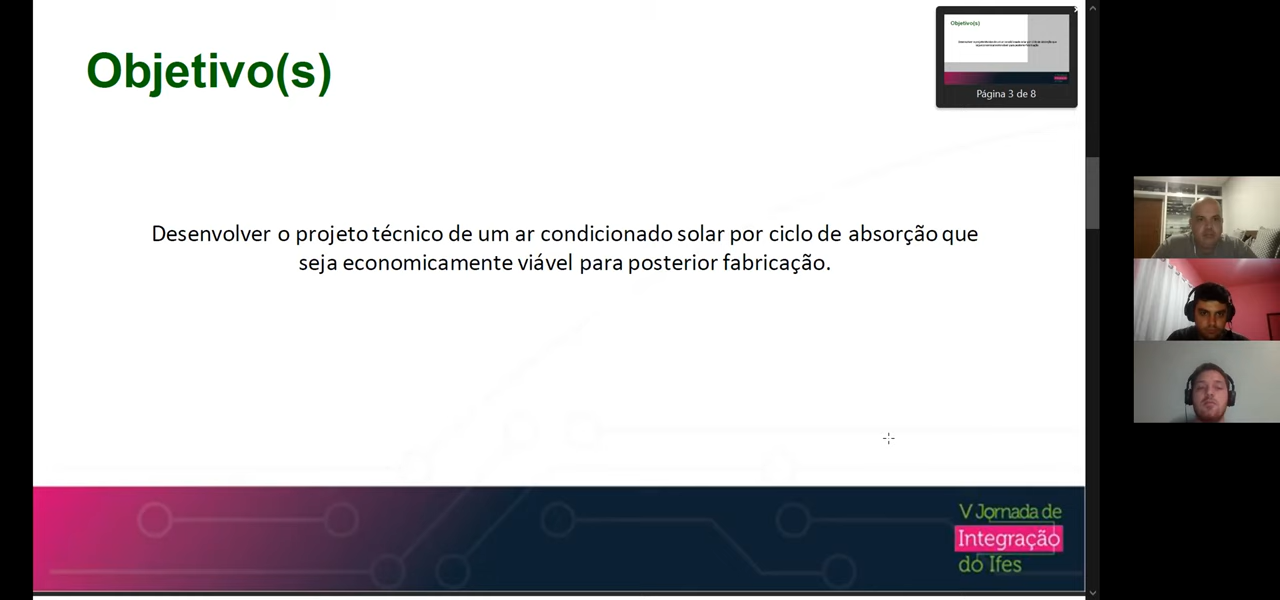 Objetivo(s)
Desenvolver o projeto técnico de um ar condicionado solar por ciclo de absorção que
seja economicamente viável para posterior fabricação.
Objetivo(s)
Página 3 de 8
V Jornada de
Integração
do Ifes